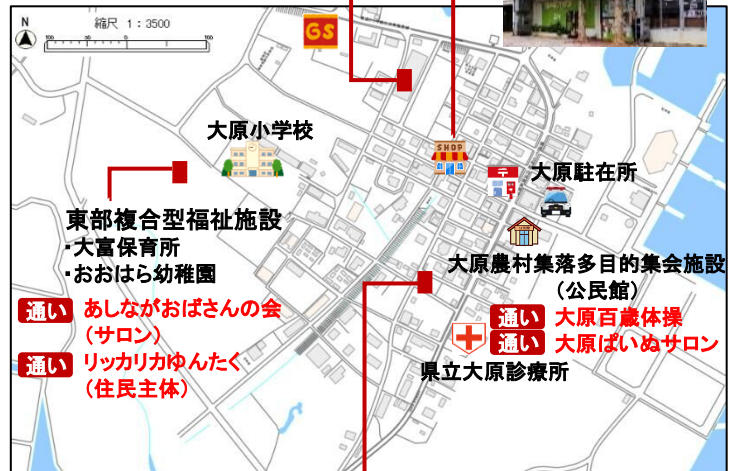 N
縮尺 1：3500
GS
大原小学校
SHOP
大原駐在所
東部複合型福祉施設
・大富保育所
・おおはら幼稚園
通い あしながおばさんの会
（サロン）
通い リッカリカゆんたく
（住民主体）
大原農村集落多目的集会施設
（公民館）
通い 大原百歳体操
通い 大原ぱいぬサロン
県立大原診療所